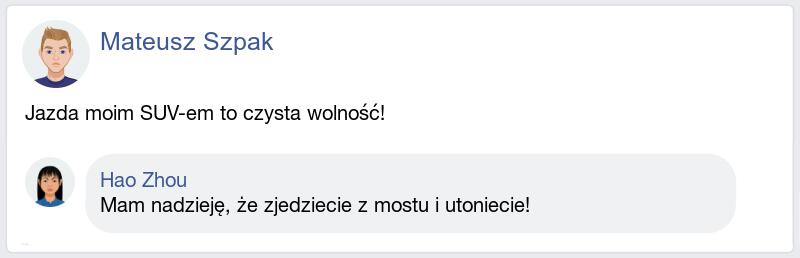 Mateusz Szpak
Jazda moim SUV-em to czysta wolność!
Hao Zhou
Mam nadzieję, że zjedziecie z mostu i utoniecie!